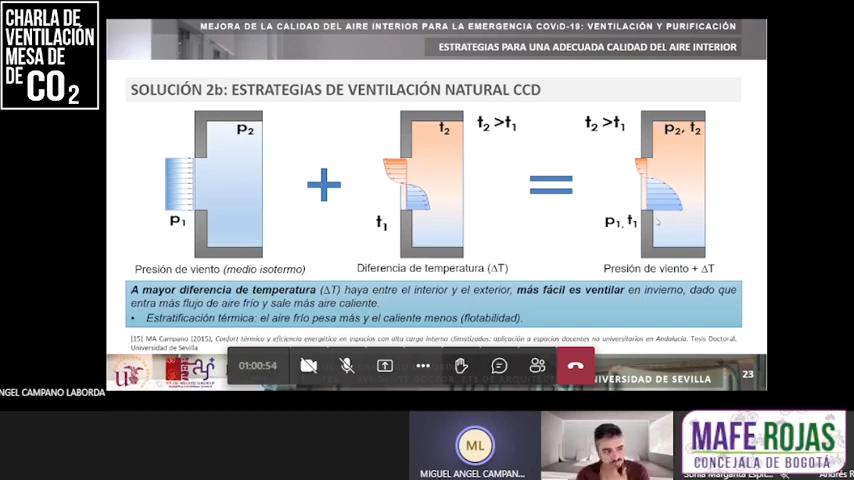 CHARLA DE
VENTILACIÓN
MESA DE
DE CO2
MEJORA DE LA CALIDAD DEL AIRE INTERIOR PARA LA EMERGENCIA COVID-19: VENTILACIÓN Y PURIFICACIÓN
ESTRATEGIAS PARA UNA ADECUADA CALIDAD DEL AIRE INTERIOR
SOLUCIÓN 2b: ESTRATEGIAS DE VENTILACIÓN NATURAL CCD
p2
p1
+
t2
t2 >t1
t1
=
t2 >t1
p2, t2
p1, t1
Presión de viento (medio isotermo)
Diferencia de temperatura (ΔT)
Presión de viento + ΔT
A mayor diferencia de temperatura (ΔT) haya entre el interior y el exterior, más fácil es ventilar en invierno, dado que
entra más flujo de aire frío y sale más aire caliente.
• Estratificación térmica: el aire frío pesa más y el caliente menos (flotabilidad).
[15] MA Campano (2015), Confort térmico y eficiencia energética en espacios con alta carga interna climatizados: aplicación a espacios docentes no universitarios en Andalucía. Tesis Doctoral,
Universidad de Sevilla
01:00:54
NIVERSIDAD DE SEVILLA
23
NGEL CAMPANO LABORDA
ML
MIGUEL ANGEL CAMPAN...
Sonia Margarita Espi
Andrés R
MAFE ROJAS
CONCEJALA DE BOGOTÁ